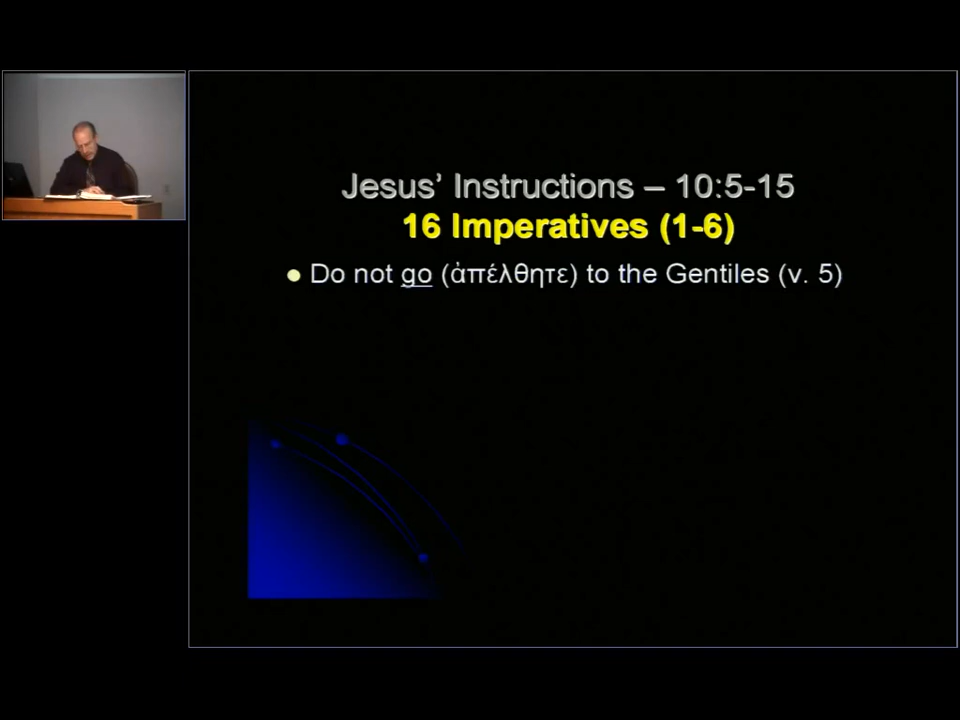 Jesus’ Instructions – 10:5-15
16 Imperatives (1-6)
● Do not go (ἀπέλθητε) to the Gentiles (v. 5)